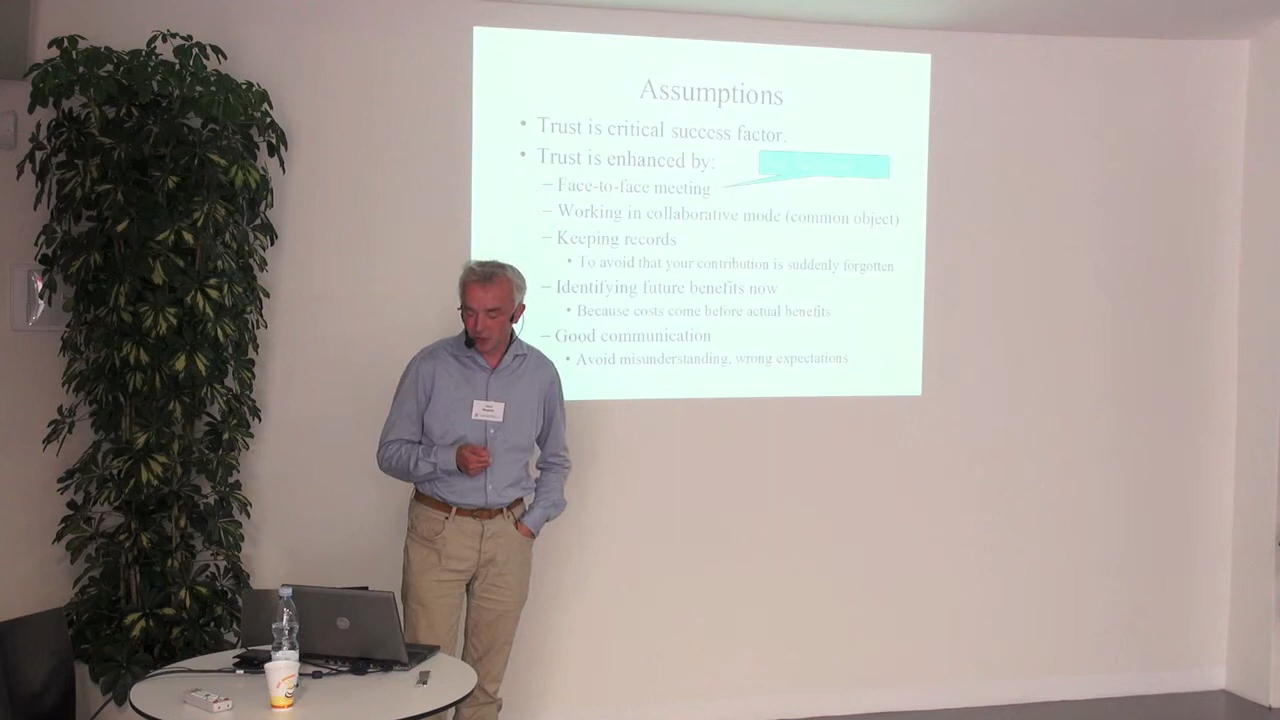 Assumptions
• Trust is critical success factor.
• Trust is enhanced by:
– Face-to-face meeting
– Working in collaborative mode (common object)
– Keeping records
• To avoid that your contribution is suddenly forgotten
– Identifying future benefits now
• Because costs come before actual benefits
– Good communication
• Avoid misunderstanding, wrong expectations